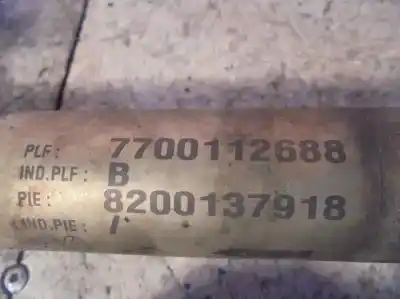 PLF: 7700112688
IND.PLF: B
PIE: 8200137918
IND.PIE: /